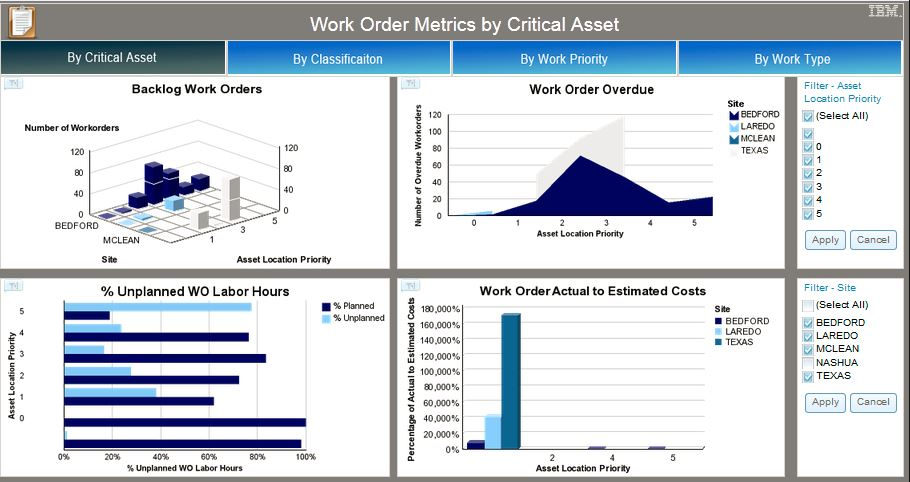 Work Order Metrics by Critical Asset
IBM
By Critical Asset
By Classificaiton
By Work Priority
By Work Type
Backlog Work Orders
Number of Workorders
120
80
40
0
120
80
40
0
BEDFORD
MCLEAN
1
3
5
Site
Asset Location Priority
Work Order Overdue
Number of Overdue Workorders
120
100
80
60
40
20
0
0
1
2
3
4
5
Asset Location Priority
Site
BEDFORD
LAREDO
MCLEAN
TEXAS
Filter - Asset
Location Priority
(Select All)
0
1
2
3
4
5
Apply
Cancel
% Unplanned WO Labor Hours
Asset Location Priority
5
4
3
2
1
0
0%
20%
40%
60%
80%
100%
% Unplanned WO Labor Hours
% Planned
% Unplanned
Work Order Actual to Estimated Costs
Percentage of Actual to Estimated Costs
180,000%
160,000%
140,000%
120,000%
100,000%
80,000%
60,000%
40,000%
20,000%
0%
2
4
5
Asset Location Priority
Site
BEDFORD
LAREDO
TEXAS
Filter - Site
(Select All)
BEDFORD
LAREDO
MCLEAN
NASHUA
TEXAS
Apply
Cancel